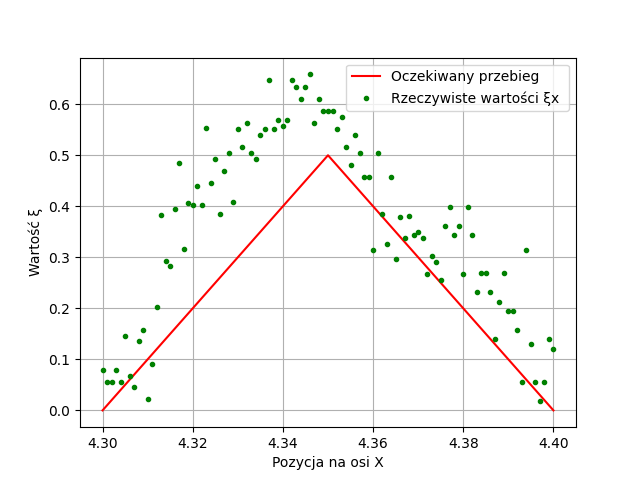 Oczekiwany przebieg
Rzeczywiste wartości ξx
Wartość ξ
0.6
0.5
0.4
0.3
0.2
0.1
0.0
4.30 4.32 4.34 4.36 4.38 4.40
Pozycja na osi X